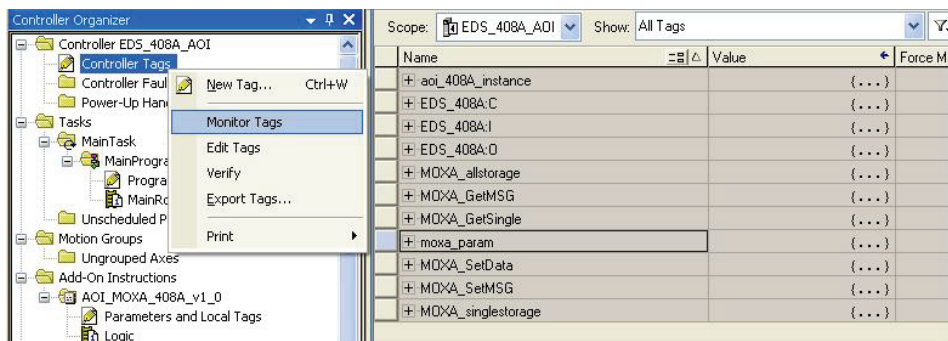 Controller Organizer
Controller EDS_408A_AOI
Controller Tags
Controller Faul
Power-Up Han
Tasks
MainTask
MainProgra
Progra
MainRo
Unscheduled P
Motion Groups
Ungrouped Axes
Add-On Instructions
AOI_MOXA_408A_v1_0
Parameters and Local Tags
Logic
New Tag... Ctrl+W
Monitor Tags
Edit Tags
Verify
Export Tags...
Print
Scope: EDS_408A_AOI Show: All Tags
Name Value Force M
aoi_408A_instance {...}
EDS_408A:C {...}
EDS_408A:I {...}
EDS_408A:O {...}
MOXA_allstorage {...}
MOXA_GetMSG {...}
MOXA_GetSingle {...}
moxa_param {...}
MOXA_SetData {...}
MOXA_SetMSG {...}
MOXA_singlestorage {...}